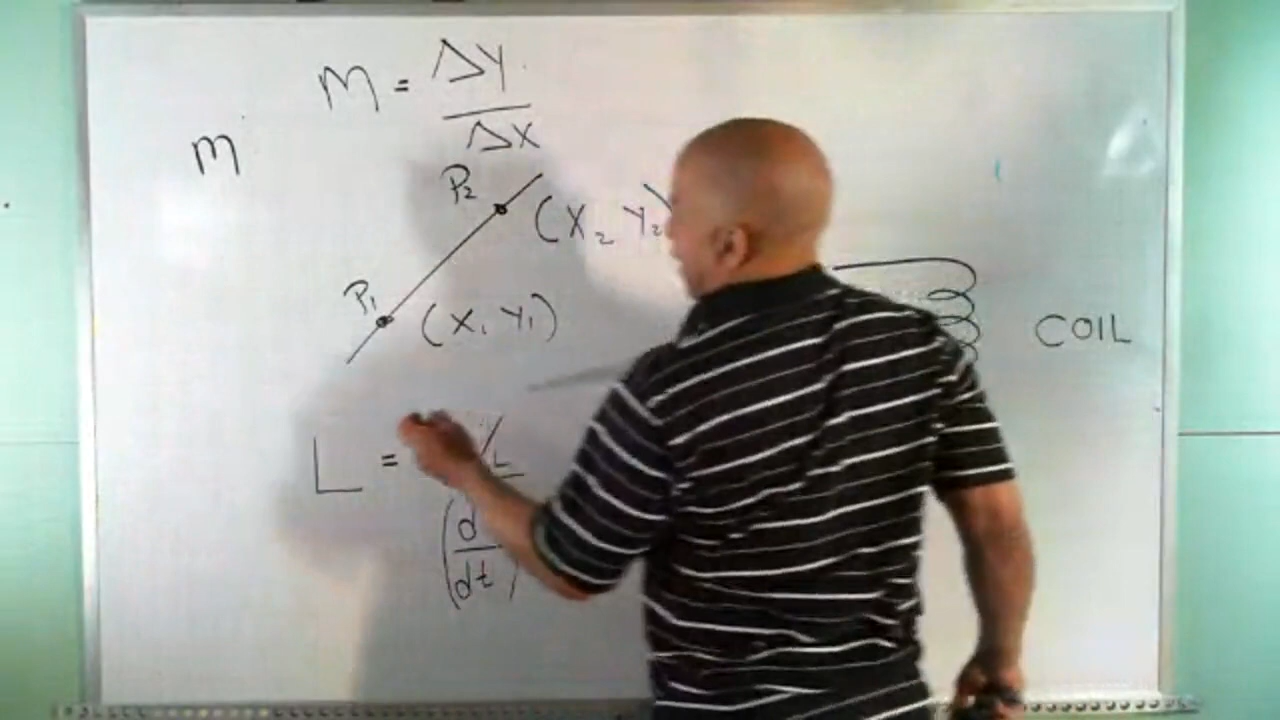 m = ΔY
ΔX
m
P2
(X2 Y2)
P1
(X1 Y1)
COIL
L =
L
(d
dt)